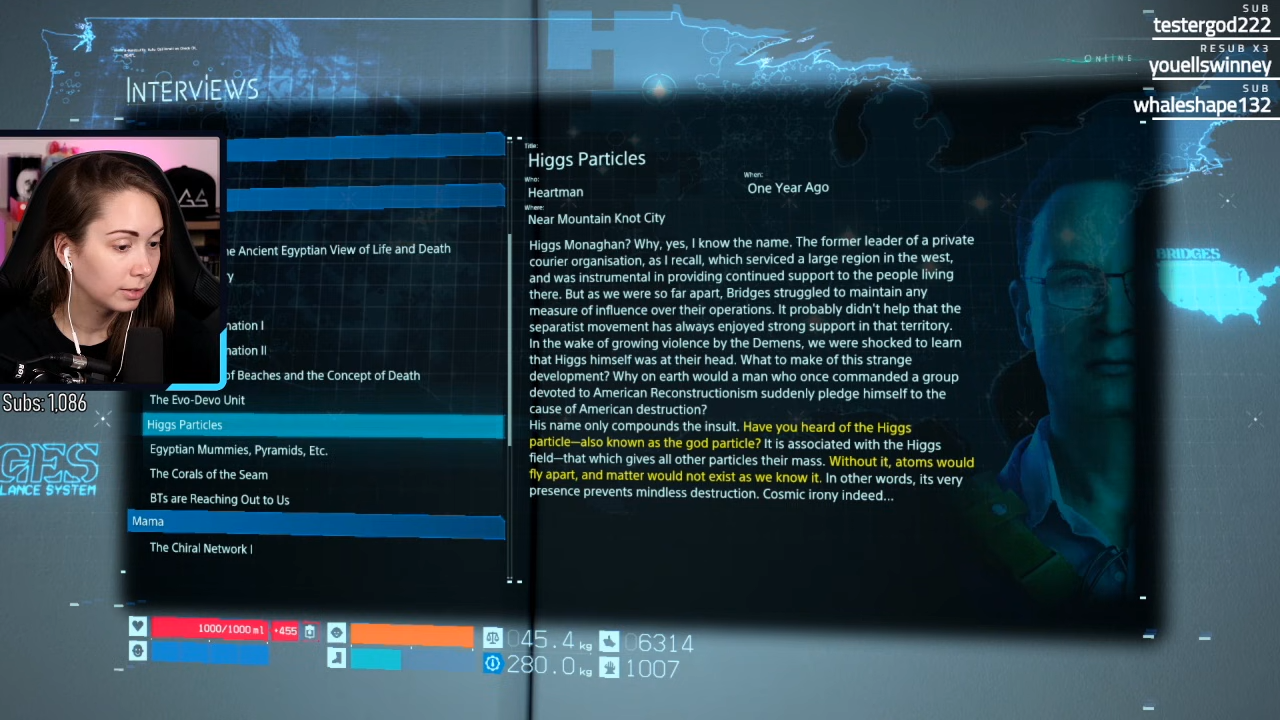 SUB
testergod222
RESUB X3
youellswinney
SUB
whaleshape132
ONLINE
INTERVIEWS
Title:
Higgs Particles
Who:
Heartman
When:
One Year Ago
Where:
Near Mountain Knot City
Higgs Monaghan? Why, yes, I know the name. The former leader of a private
courier organisation, as I recall, which serviced a large region in the west,
and was instrumental in providing continued support to the people living
there. But as we were so far apart, Bridges struggled to maintain any
measure of influence over their operations. It probably didn't help that the
separatist movement has always enjoyed strong support in that territory.
In the wake of growing violence by the Demens, we were shocked to learn
that Higgs himself was at their head. What to make of this strange
development? Why on earth would a man who once commanded a group
devoted to American Reconstructionism suddenly pledge himself to the
cause of American destruction?
His name only compounds the insult. Have you heard of the Higgs
particle—also known as the god particle? It is associated with the Higgs
field—that which gives all other particles their mass. Without it, atoms would
fly apart, and matter would not exist as we know it. In other words, its very
presence prevents mindless destruction. Cosmic irony indeed...
Ancient Egyptian View of Life and Death
y
nation I
nation II
of Beaches and the Concept of Death
The Evo-Devo Unit
Higgs Particles
Egyptian Mummies, Pyramids, Etc.
The Corals of the Seam
BTs are Reaching Out to Us
Mama
The Chiral Network I
BRIDGES
Subs: 1,086
GES
LANCE SYSTEM
1000/1000 ml
+455
045.4 kg
06314
280.0 kg
1007